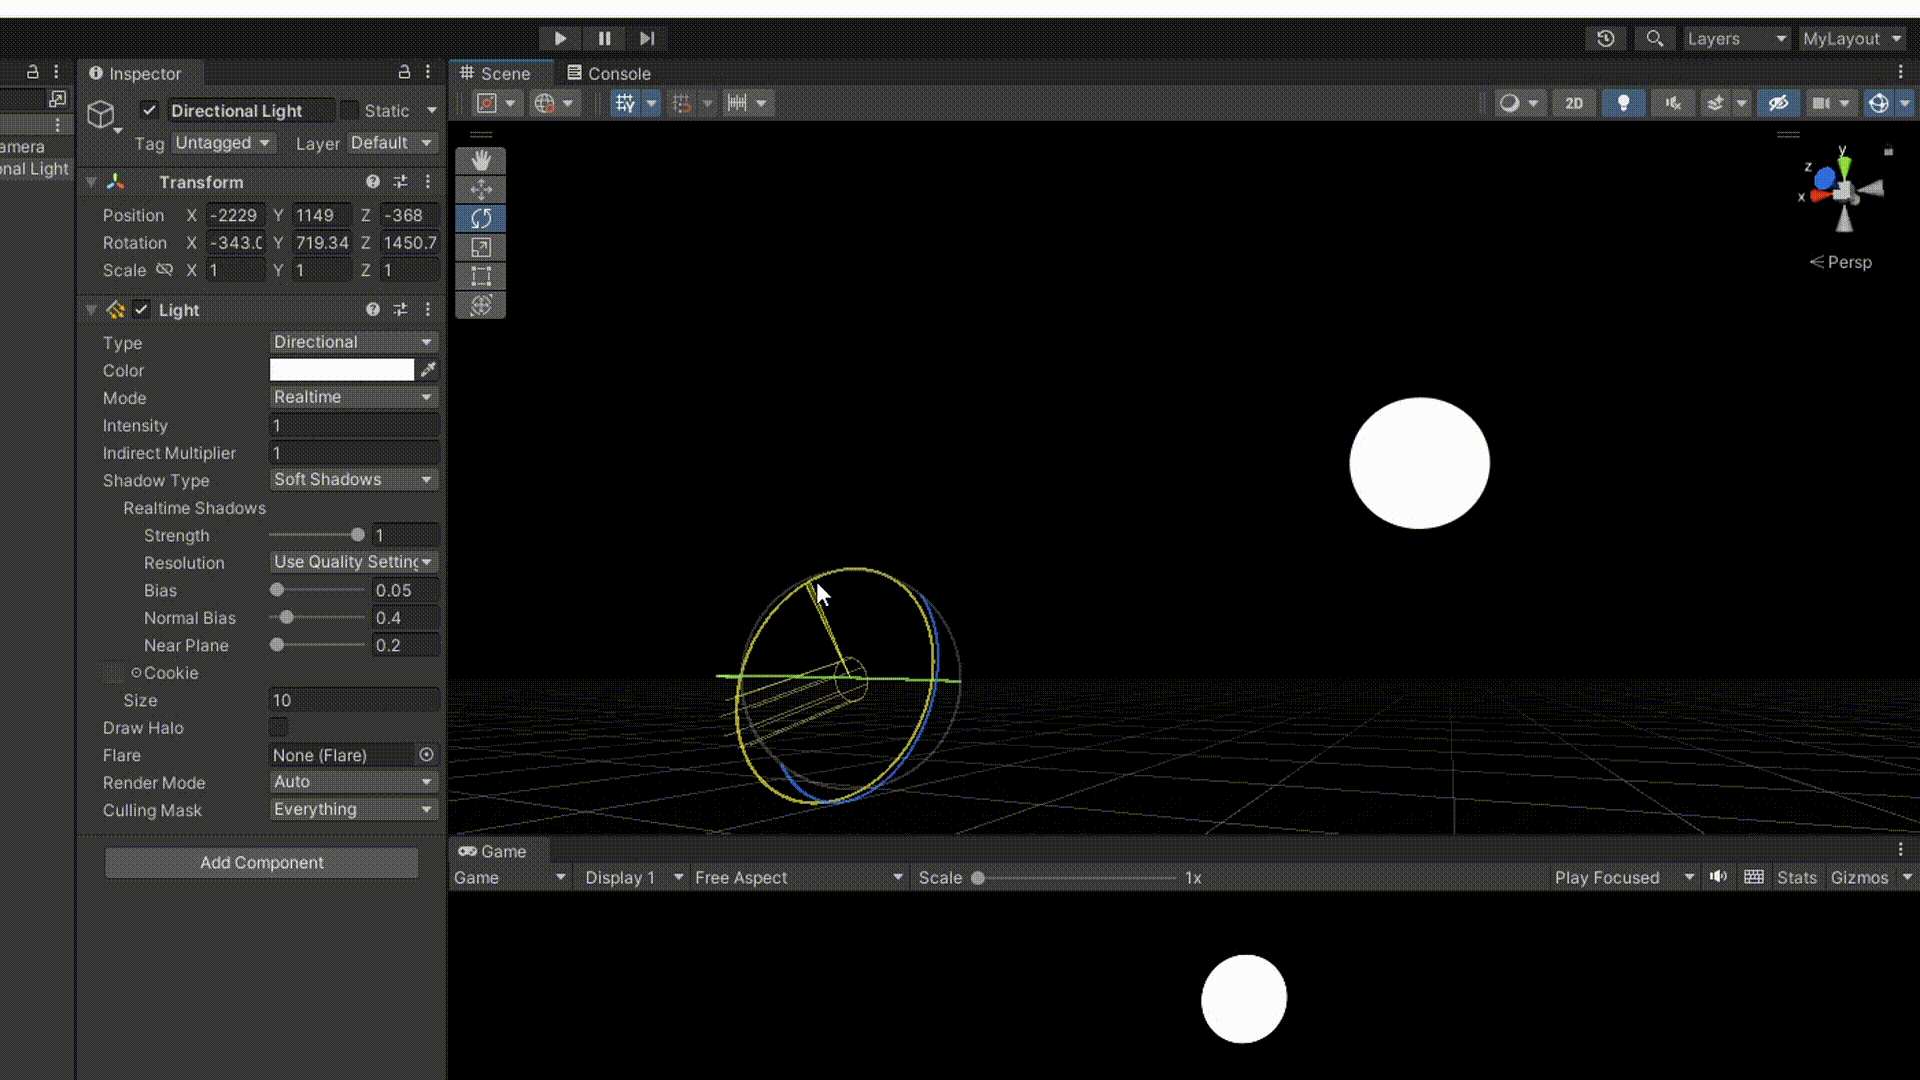 Layers
MyLayout
Inspector
Scene
Console
Directional Light
Static
2D
Tag Untagged Layer Default
amera
onal Light
Transform
Position X -2229 Y 1149 Z -368
Rotation X -343.0 Y 719.34 Z 1450.7
Scale X 1 Y 1 Z 1
y
z
x
Persp
Light
Type Directional
Color
Mode Realtime
Intensity 1
Indirect Multiplier 1
Shadow Type Soft Shadows
Realtime Shadows
Strength 1
Resolution Use Quality Setting
Bias 0.05
Normal Bias 0.4
Near Plane 0.2
Cookie
Size 10
Draw Halo
Flare None (Flare)
Render Mode Auto
Culling Mask Everything
Add Component
Game
Game Display 1 Free Aspect Scale 1x Play Focused Stats Gizmos